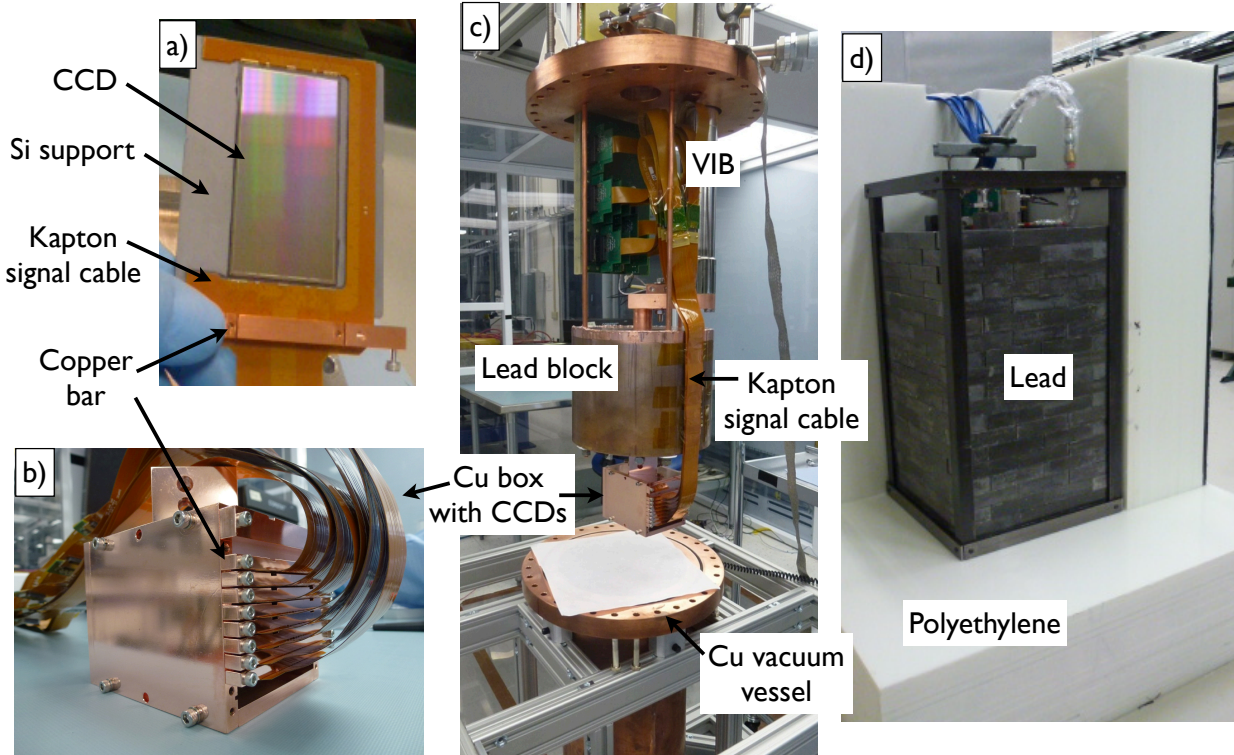 a)
CCD
Si support
Kapton
signal cable
Copper
bar
b)
Cu box
with CCDs
c)
VIB
Lead block
Kapton
signal cable
Cu vacuum
vessel
d)
Lead
Polyethylene